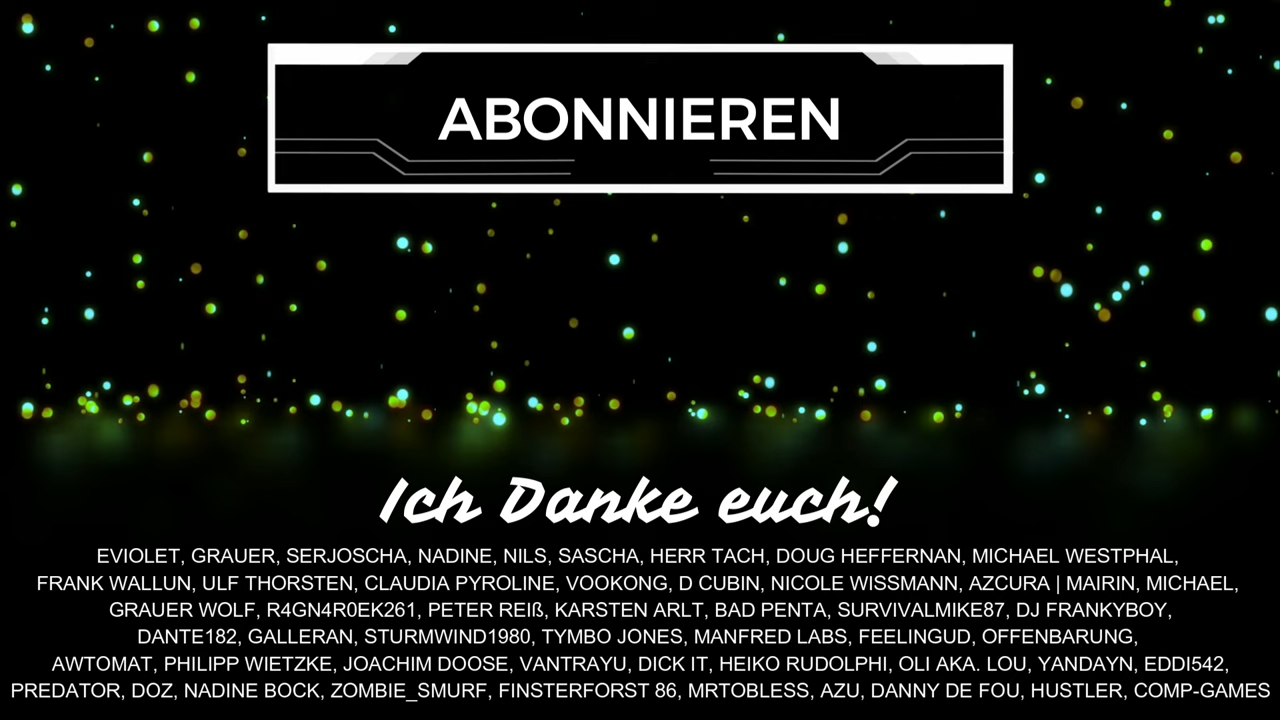 ABONNIEREN
Ich Danke euch!
EVIOLET, GRAUER, SERJOSCHA, NADINE, NILS, SASCHA, HERR TACH, DOUG HEFFERNAN, MICHAEL WESTPHAL,
FRANK WALLUN, ULF THORSTEN, CLAUDIA PYROLINE, VOOKONG, D CUBIN, NICOLE WISSMANN, AZCURA | MAIRIN, MICHAEL,
GRAUER WOLF, R4GN4R0EK261, PETER REIß, KARSTEN ARLT, BAD PENTA, SURVIVALMIKE87, DJ FRANKYBOY,
DANTE182, GALLERAN, STURMWIND1980, TYMBO JONES, MANFRED LABS, FEELINGUD, OFFENBARUNG,
AWTOMAT, PHILIPP WIETZKE, JOACHIM DOOSE, VANTRAYU, DICK IT, HEIKO RUDOLPHI, OLI AKA. LOU, YANDAYN, EDDI542,
PREDATOR, DOZ, NADINE BOCK, ZOMBIE_SMURF, FINSTERFORST 86, MRTOBLESS, AZU, DANNY DE FOU, HUSTLER, COMP-GAMES